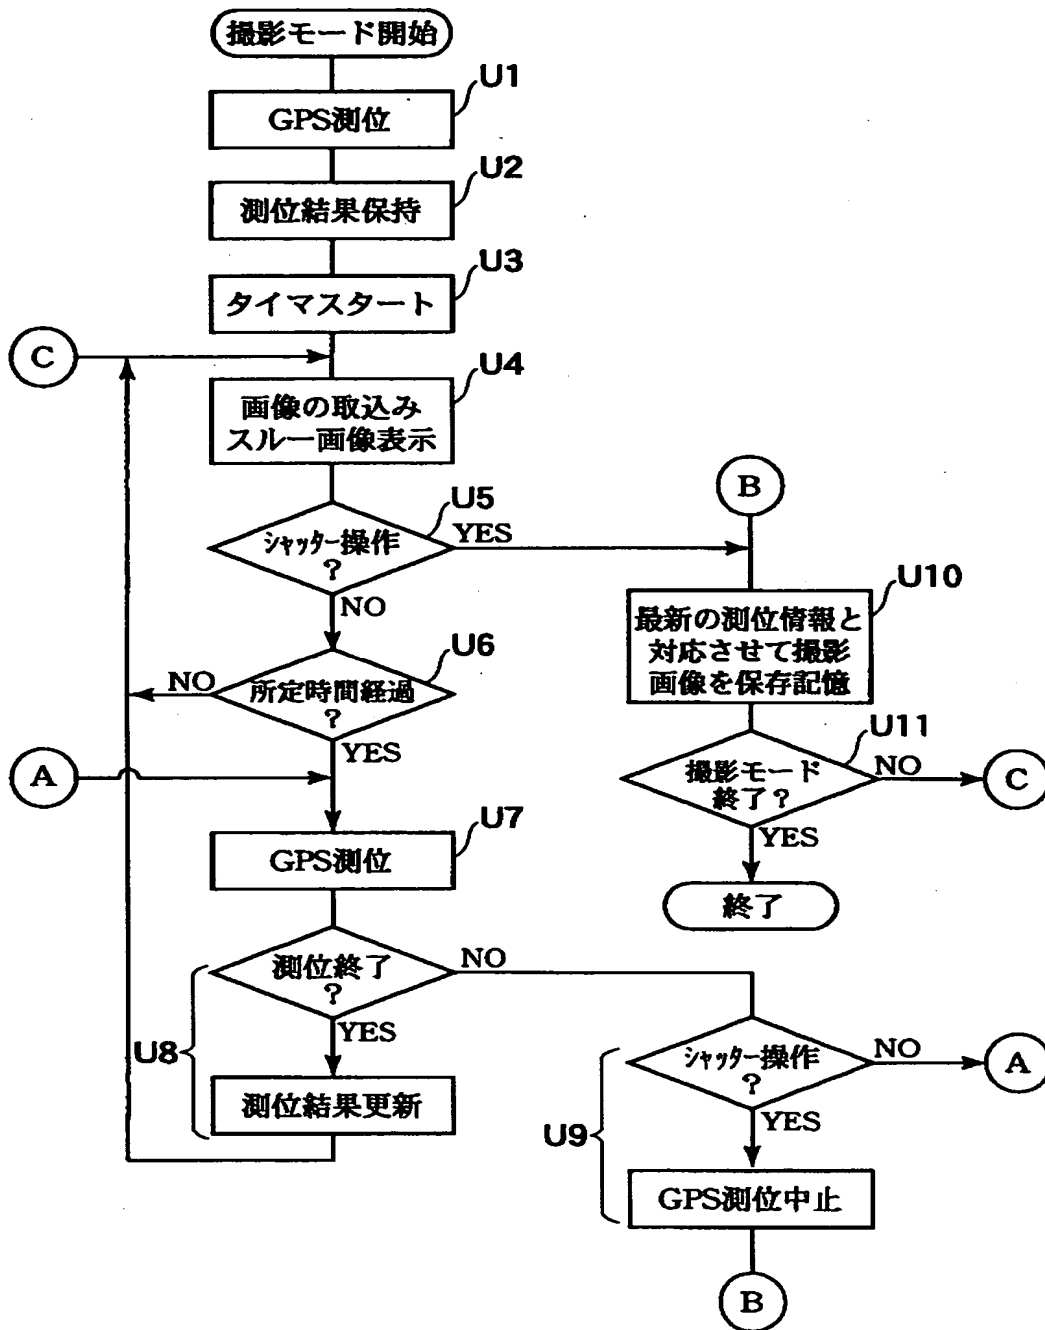 撮影モード開始
U1
GPS測位
U2
測位結果保持
U3
タイマスタート
C
U4
画像の取込み
スルー画像表示
B
U5
シャッター操作
?
YES
NO
U10
最新の測位情報と
対応させて撮影
画像を保存記憶
U6
所定時間経過
?
NO
YES
U11
撮影モード
終了?
NO
C
YES
終了
A
U7
GPS測位
測位終了
?
NO
YES
U8
測位結果更新
シャッター操作
?
NO
A
YES
U9
GPS測位中止
B